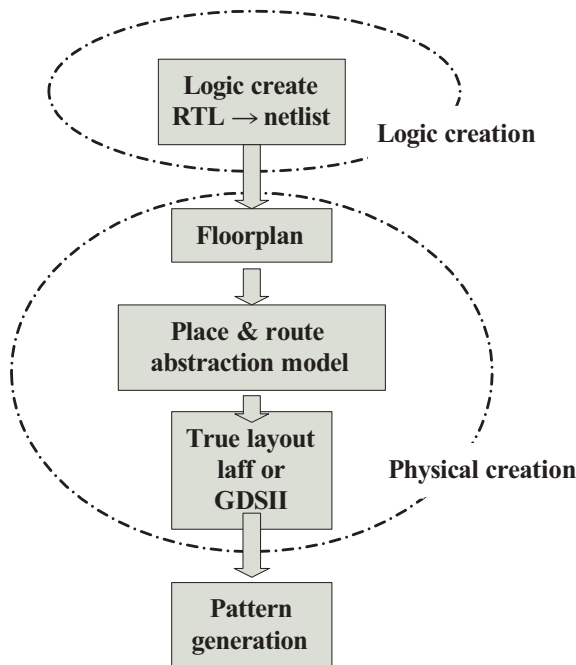 Logic create
RTL → netlist
Logic creation
Floorplan
Place & route
abstraction model
True layout
laff or
GDSII
Physical creation
Pattern
generation